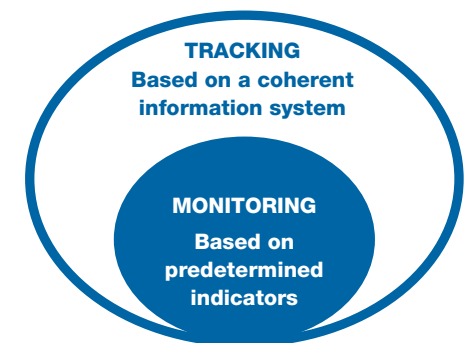 TRACKING
Based on a coherent
information system
MONITORING
Based on
predetermined
indicators